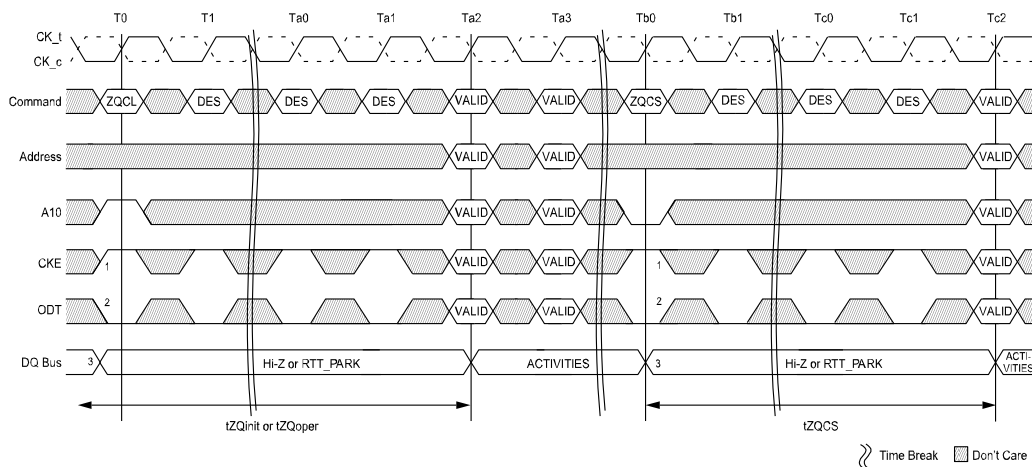 T0 T1 Ta0 Ta1 Ta2 Ta3 Tb0 Tb1 Tc0 Tc1 Tc2
CK_t
CK_c
Command ZQCL DES DES DES VALID VALID ZQCS DES DES DES VALID
Address VALID VALID VALID
A10 VALID VALID VALID
CKE 1 VALID VALID 1 VALID
ODT 2 VALID VALID 2 VALID
DQ Bus 3 Hi-Z or RTT_PARK ACTIVITIES 3 Hi-Z or RTT_PARK ACTI-
VITIES
tZQinit or tZQoper tZQCS
Time Break Don't Care